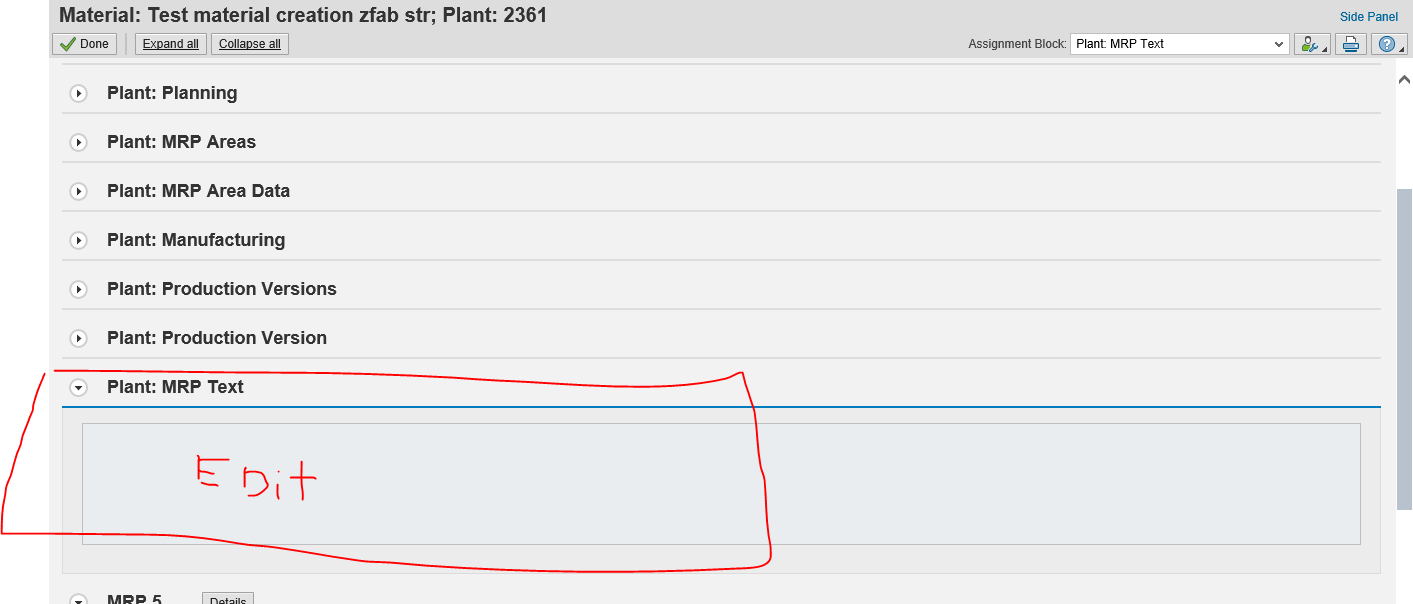 Material: Test material creation zfab str; Plant: 2361
Side Panel
Done Expand all Collapse all Assignment Block: Plant: MRP Text
Plant: Planning
Plant: MRP Areas
Plant: MRP Area Data
Plant: Manufacturing
Plant: Production Versions
Plant: Production Version
Plant: MRP Text
EDit
MRP 5 Details